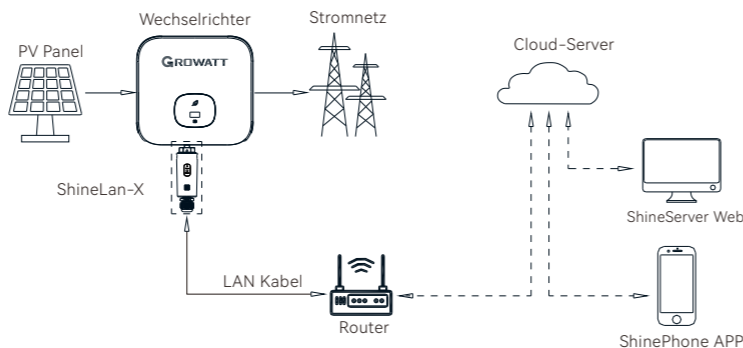 Wechselrichter
Stromnetz
PV Panel
Cloud-Server
GROWATT
ShineLan-X
ShineServer Web
LAN Kabel
Router
ShinePhone APP